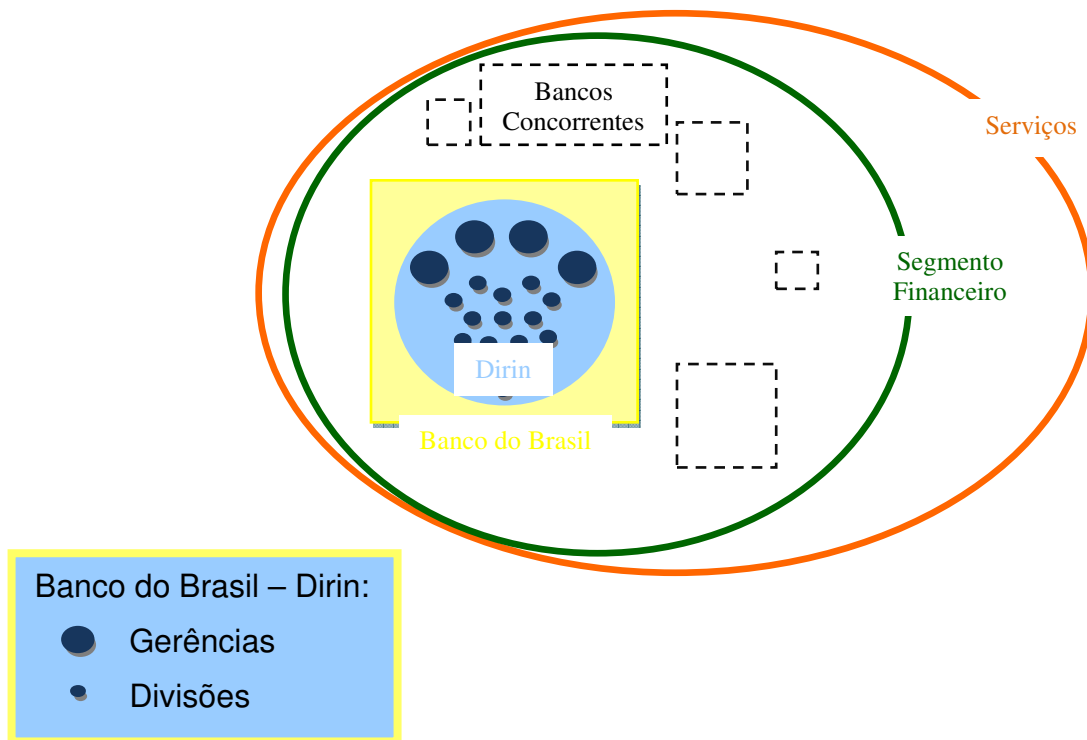 Bancos
Concorrentes
Serviços
Segmento
Financeiro
Dirin
Banco do Brasil
Banco do Brasil – Dirin:
Gerências
Divisões